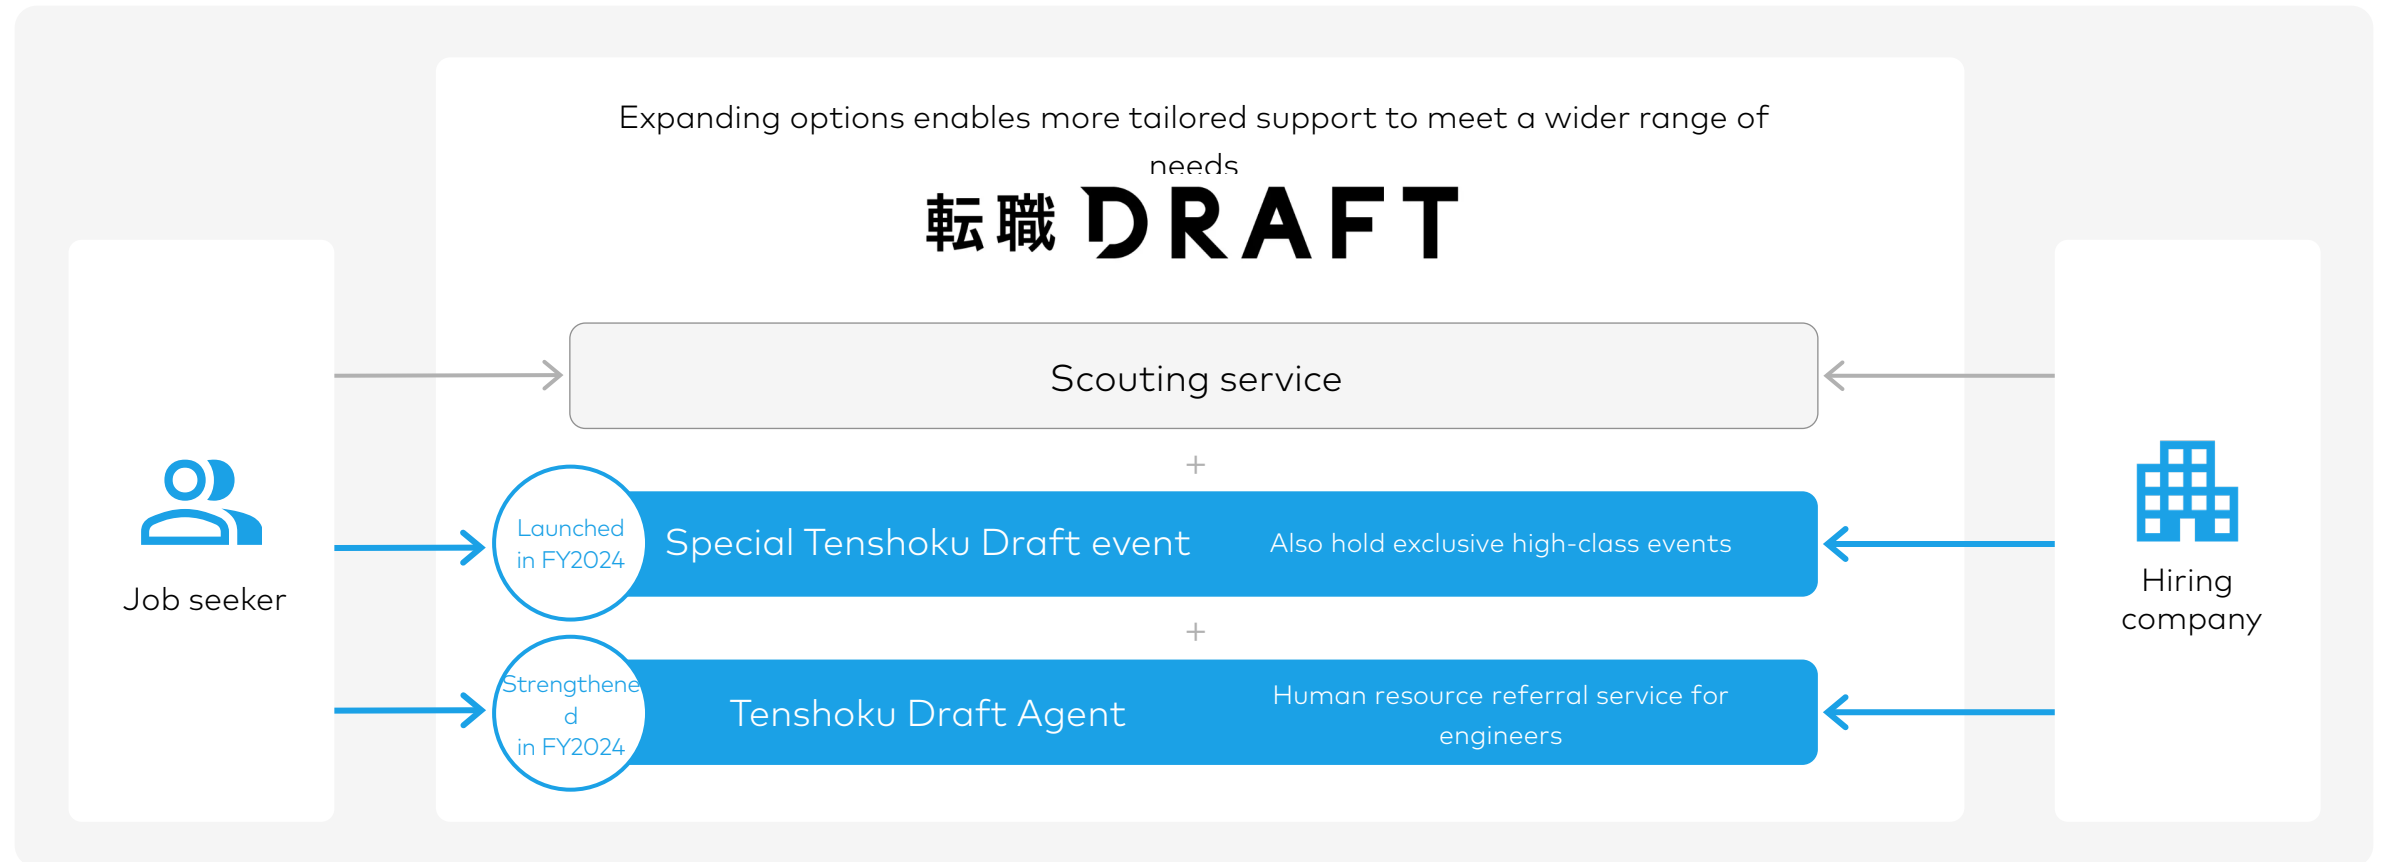 Expanding options enables more tailored support to meet a wider range of
needs
転職 DRAFT
Scouting service
+
Launched
in FY2024
Special Tenshoku Draft event
Also hold exclusive high-class events
+
Strengthene
d
in FY2024
Tenshoku Draft Agent
Human resource referral service for
engineers
Job seeker
Hiring
company